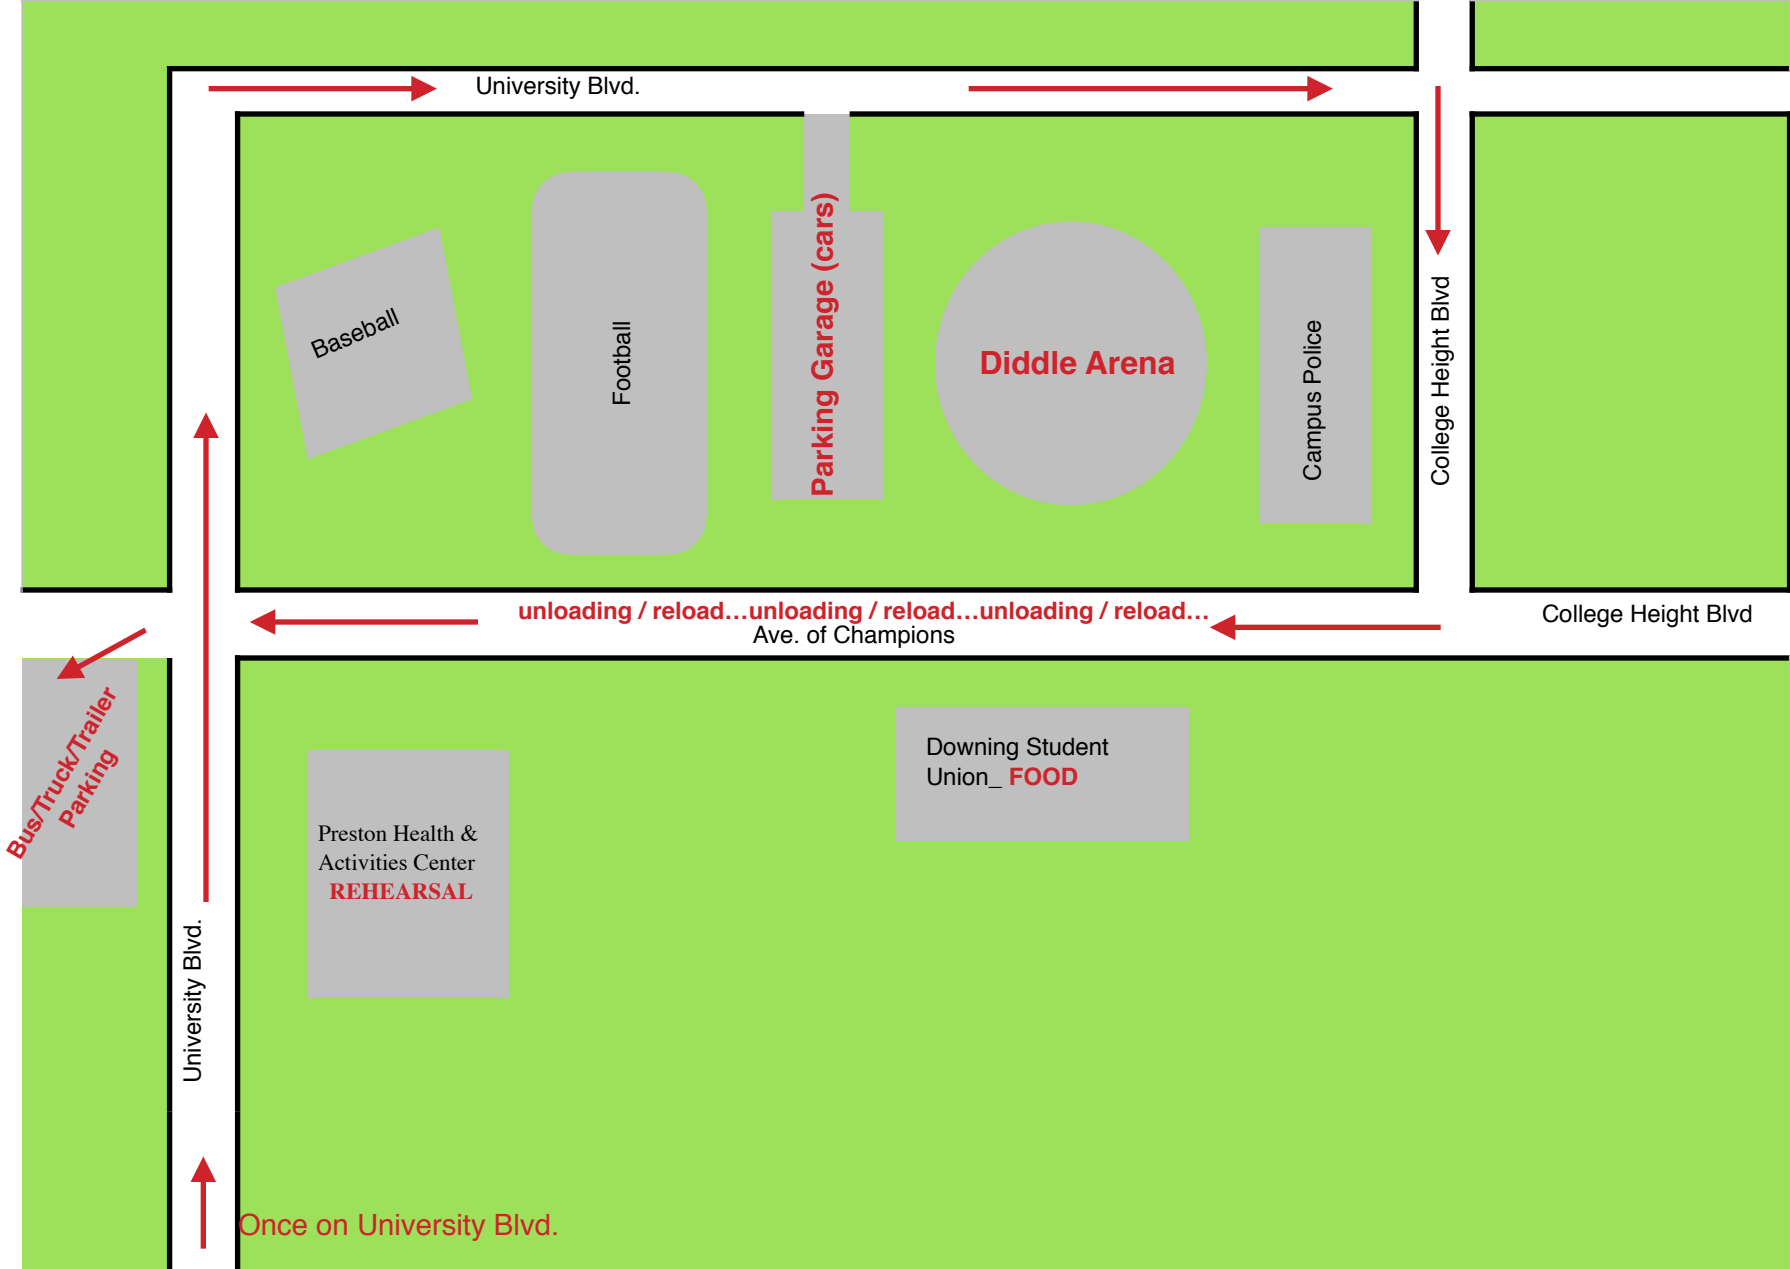 University Blvd.
Baseball
Football
Parking Garage (cars)
Diddle Arena
Campus Police
College Height Blvd
unloading / reload...unloading / reload...unloading / reload...
Ave. of Champions
College Height Blvd
Bus/Truck/Trailer
Parking
Preston Health &
Activities Center
REHEARSAL
Downing Student
Union_ FOOD
University Blvd.
Once on University Blvd.